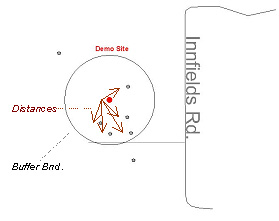 Demo Site
Innfields Rd.
Distances
Buffer Bnd.